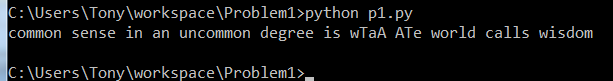 C:\Users\Tony\workspace\Problem1>python p1.py
common sense in an uncommon degree is wTaA ATe world calls wisdom
C:\Users\Tony\workspace\Problem1>